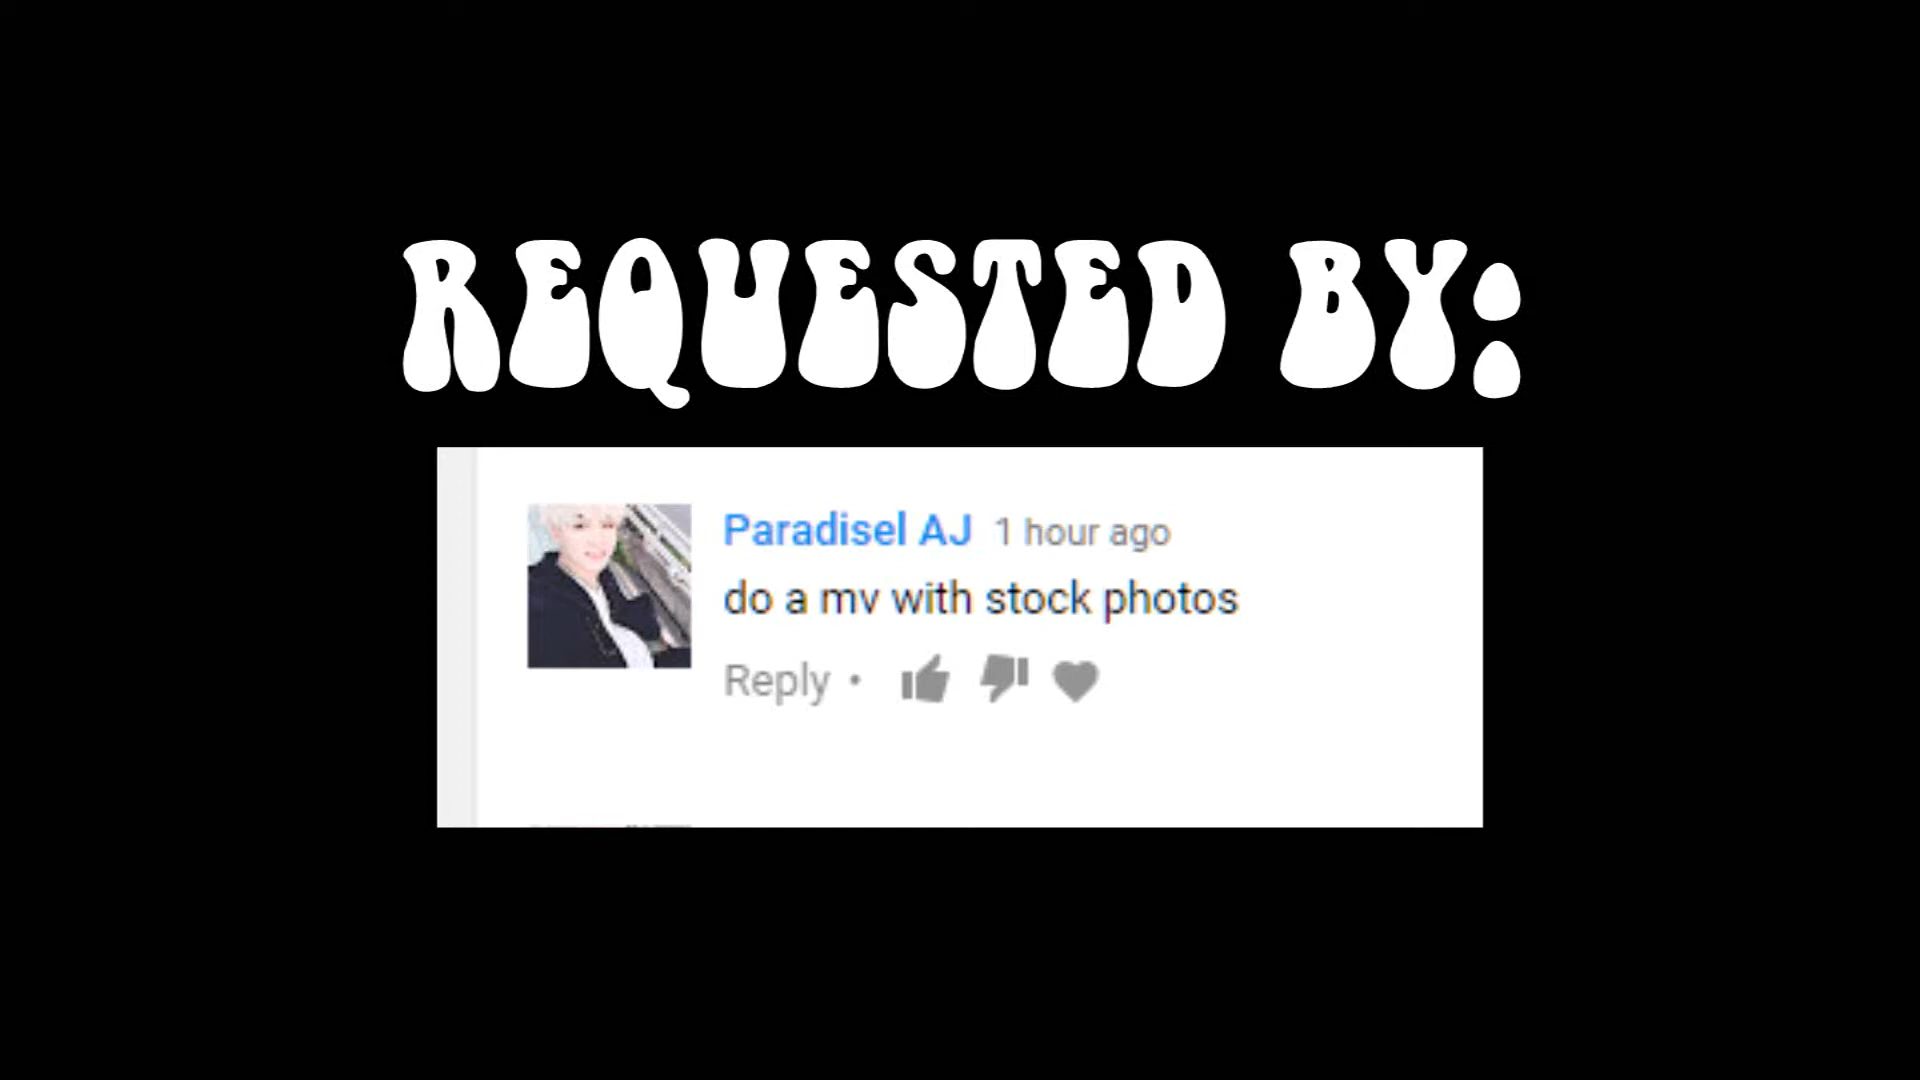 REQUESTED BY:
Paradisel AJ 1 hour ago
do a mv with stock photos
Reply •